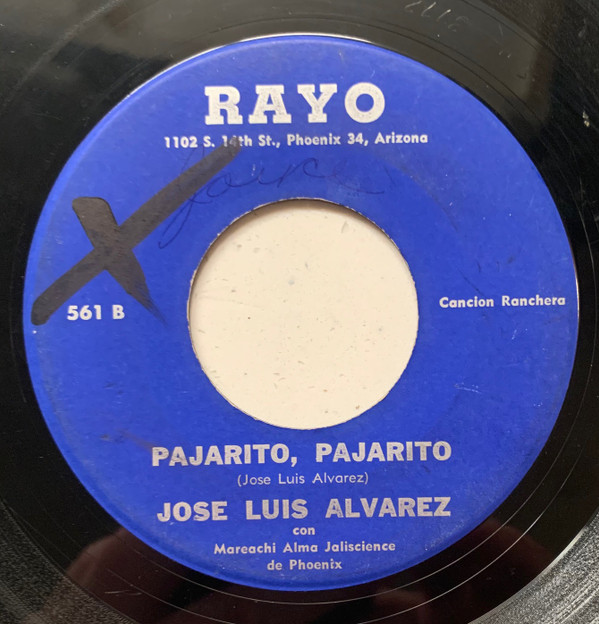 RAYO
1102 S. 14th St., Phoenix 34, Arizona
561 B
Cancion Ranchera
PAJARITO, PAJARITO
(Jose Luis Alvarez)
JOSE LUIS ALVAREZ
con
Mareachi Alma Jaliscience
de Phoenix